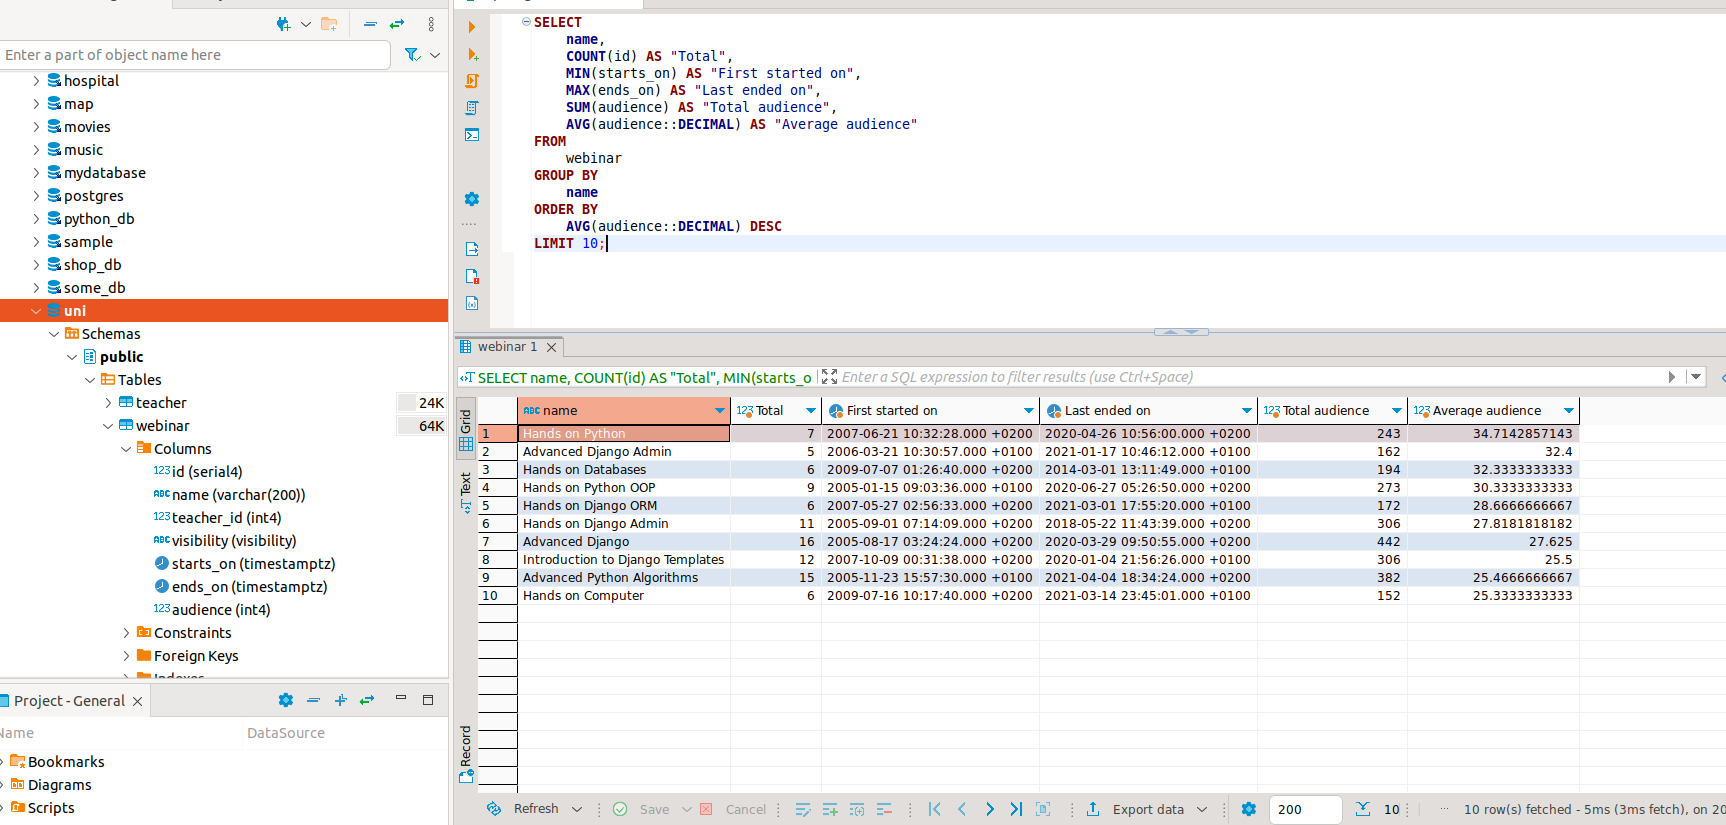 Enter a part of object name here
hospital
map
movies
music
mydatabase
postgres
python_db
sample
shop_db
some_db
uni
Schemas
public
Tables
teacher 24K
webinar 64K
Columns
123 id (serial4)
ABC name (varchar(200))
123 teacher_id (int4)
ABC visibility (visibility)
starts_on (timestamptz)
ends_on (timestamptz)
123 audience (int4)
Constraints
Foreign Keys
Indexes
Project - General
Name DataSource
Bookmarks
Diagrams
Scripts
SELECT
name,
COUNT(id) AS "Total",
MIN(starts_on) AS "First started on",
MAX(ends_on) AS "Last ended on",
SUM(audience) AS "Total audience",
AVG(audience::DECIMAL) AS "Average audience"
FROM
webinar
GROUP BY
name
ORDER BY
AVG(audience::DECIMAL) DESC
LIMIT 10;
webinar 1
SELECT name, COUNT(id) AS "Total", MIN(starts_o Enter a SQL expression to filter results (use Ctrl+Space)
Grid
Text
Record
ABC name 123 Total First started on Last ended on 123 Total audience 123 Average audience
1 Hands on Python 7 2007-06-21 10:32:28.000 +0200 2020-04-26 10:56:00.000 +0200 243 34.7142857143
2 Advanced Django Admin 5 2006-03-21 10:30:57.000 +0100 2021-01-17 10:46:12.000 +0100 162 32.4
3 Hands on Databases 6 2009-07-07 01:26:40.000 +0200 2014-03-01 13:11:49.000 +0100 194 32.3333333333
4 Hands on Python OOP 9 2005-01-15 09:03:36.000 +0100 2020-06-27 05:26:50.000 +0200 273 30.3333333333
5 Hands on Django ORM 6 2007-05-27 02:56:33.000 +0200 2021-03-01 17:55:20.000 +0100 172 28.6666666667
6 Hands on Django Admin 11 2005-09-01 07:14:09.000 +0200 2018-05-22 11:43:39.000 +0200 306 27.8181818182
7 Advanced Django 16 2005-08-17 03:24:24.000 +0200 2020-03-29 09:50:55.000 +0200 442 27.625
8 Introduction to Django Templates 12 2007-10-09 00:31:38.000 +0200 2020-01-04 21:56:26.000 +0100 306 25.5
9 Advanced Python Algorithms 15 2005-11-23 15:57:30.000 +0100 2021-04-04 18:34:24.000 +0200 382 25.4666666667
10 Hands on Computer 6 2009-07-16 10:17:40.000 +0200 2021-03-14 23:45:01.000 +0100 152 25.3333333333
Refresh Save Cancel Export data 200 10 10 row(s) fetched - 5ms (3ms fetch), on 20